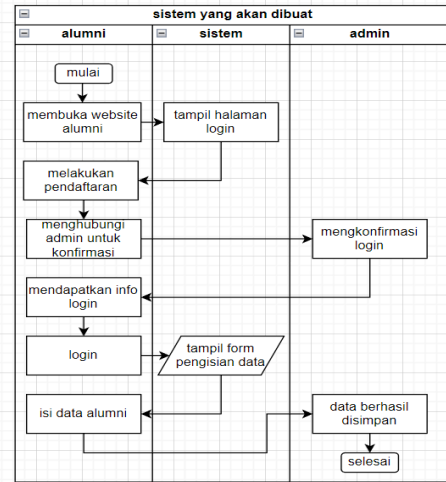 sistem yang akan dibuat
alumni
sistem
admin
mulai
membuka website
alumni
tampil halaman
login
melakukan
pendaftaran
menghubungi
admin untuk
konfirmasi
mengkonfirmasi
login
mendapatkan info
login
login
tampil form
pengisian data
isi data alumni
data berhasil
disimpan
selesai